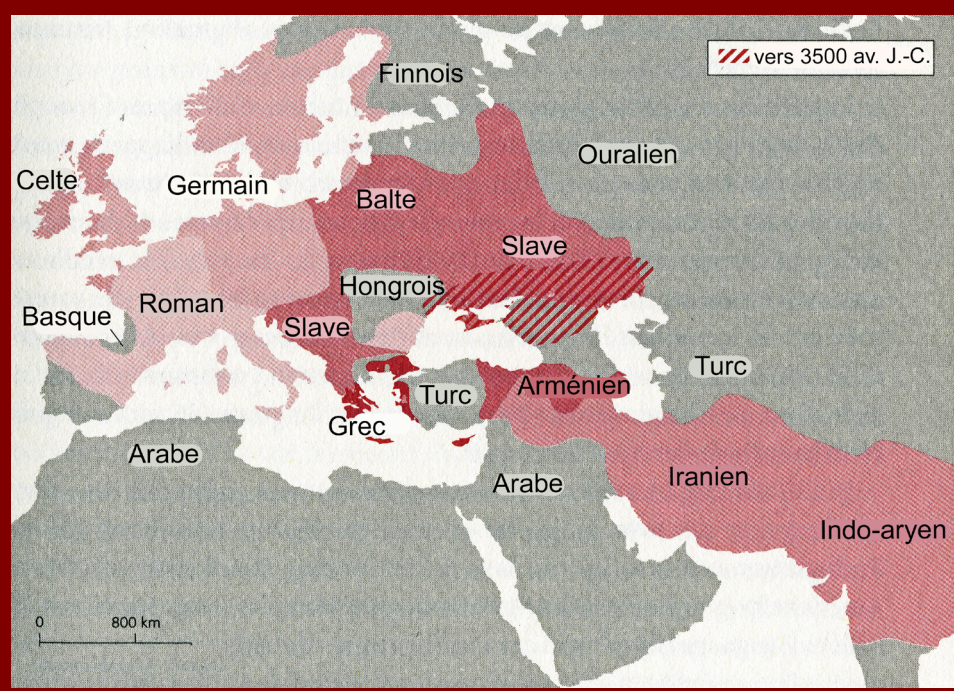 vers 3500 av. J.-C.
Finnois
Ouralien
Celte
Germain
Balte
Slave
Hongrois
Roman
Basque
Slave
Turc
Arménien
Turc
Grec
Arabe
Arabe
Iranien
Indo-aryen
0 800 km